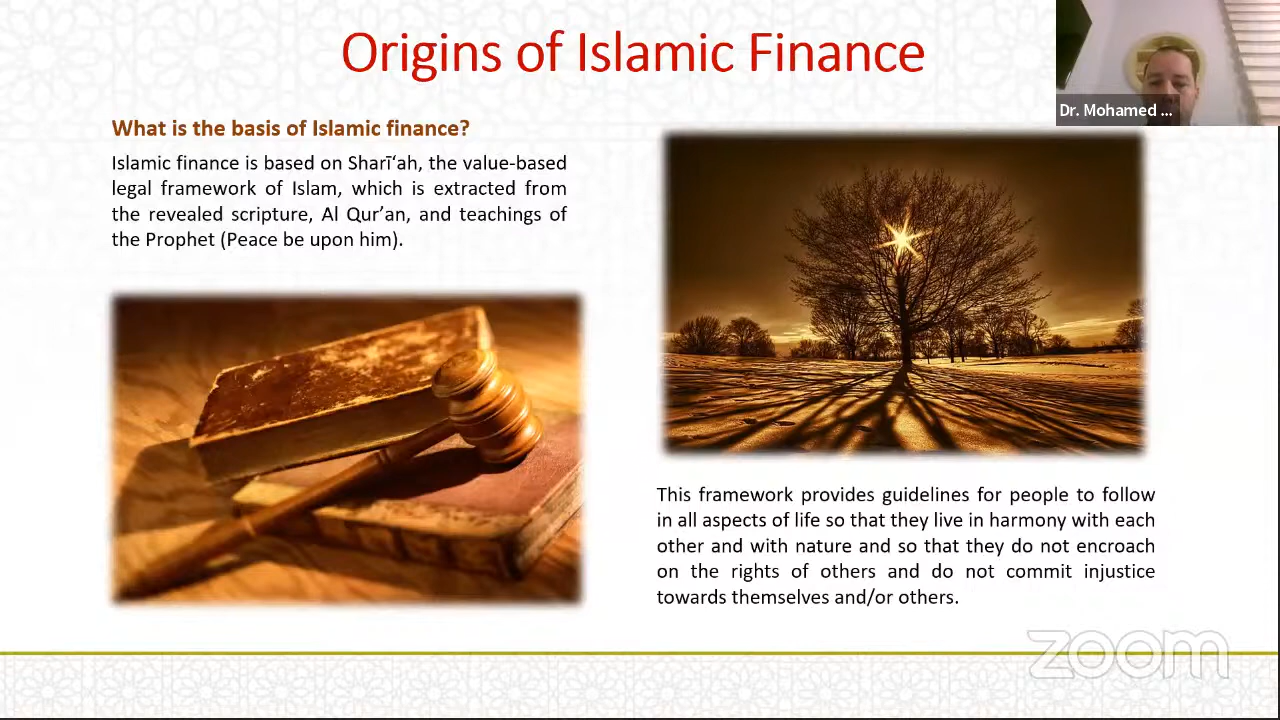 Origins of Islamic Finance
Dr. Mohamed ...
What is the basis of Islamic finance?
Islamic finance is based on Sharī‘ah, the value-based
legal framework of Islam, which is extracted from
the revealed scripture, Al Qur’an, and teachings of
the Prophet (Peace be upon him).
This framework provides guidelines for people to follow
in all aspects of life so that they live in harmony with each
other and with nature and so that they do not encroach
on the rights of others and do not commit injustice
towards themselves and/or others.
zoom